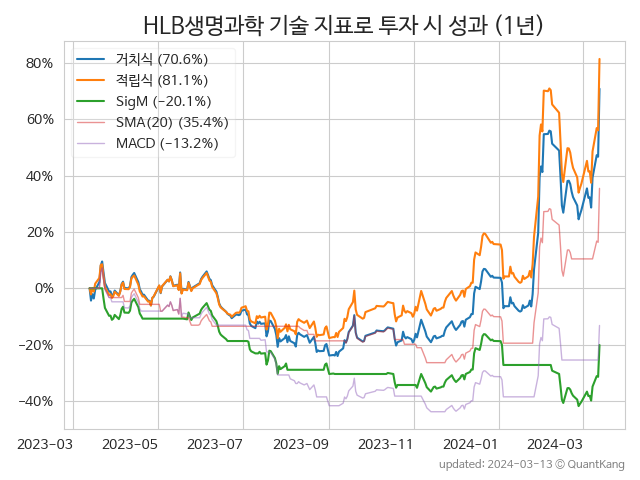 HLB생명과학 기술 지표로 투자 시 성과 (1년)
거치식 (70.6%)
적립식 (81.1%)
SigM (−20.1%)
SMA(20) (35.4%)
MACD (−13.2%)
80%
60%
40%
20%
0%
−20%
−40%
2023-03 2023-05 2023-07 2023-09 2023-11 2024-01 2024-03
updated: 2024-03-13 ⓒ QuantKang